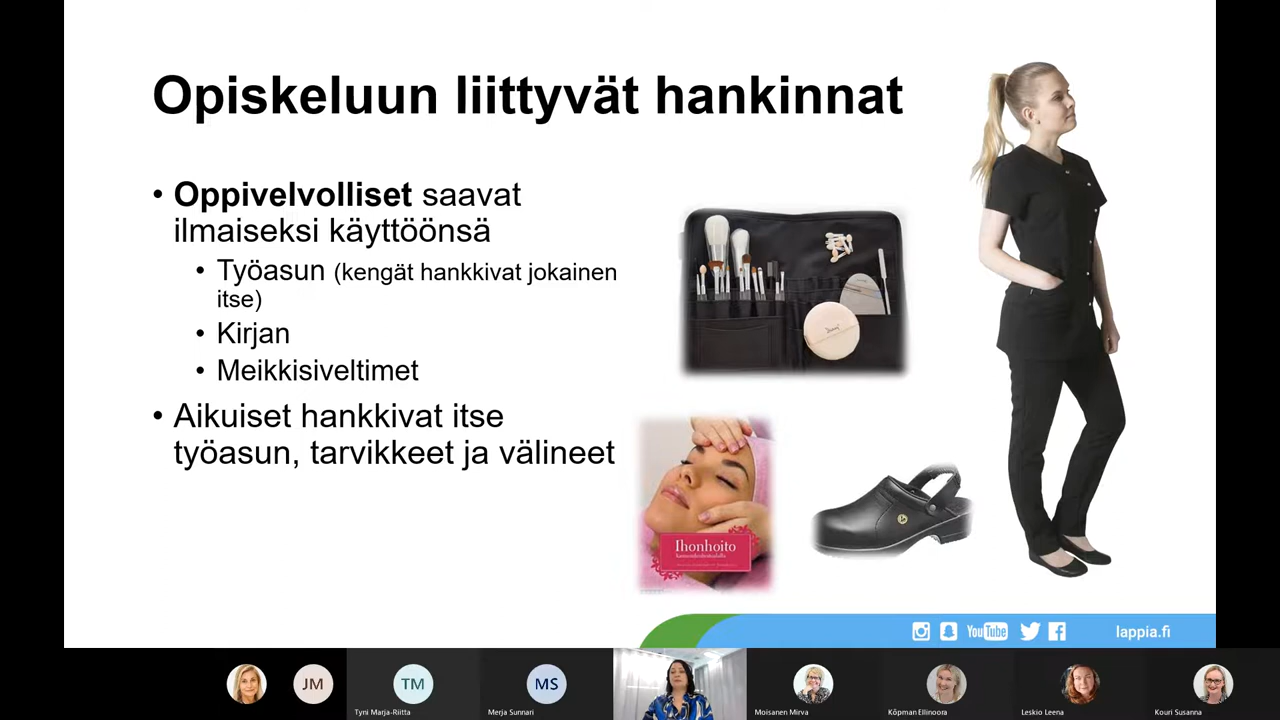 Opiskeluun liittyvät hankinnat
• Oppivelvolliset saavat
ilmaiseksi käyttöönsä
• Työasun (kengät hankkivat jokainen
itse)
• Kirjan
• Meikkisiveltimet
• Aikuiset hankkivat itse
työasun, tarvikkeet ja välineet
Ihonhoito
YouTube
lappia.fi
JM
TM
MS
Tyni Marja-Riitta
Merja Sunnari
Moisanen Mirva
Köpman Ellinoora
Leskio Leena
Kouri Susanna